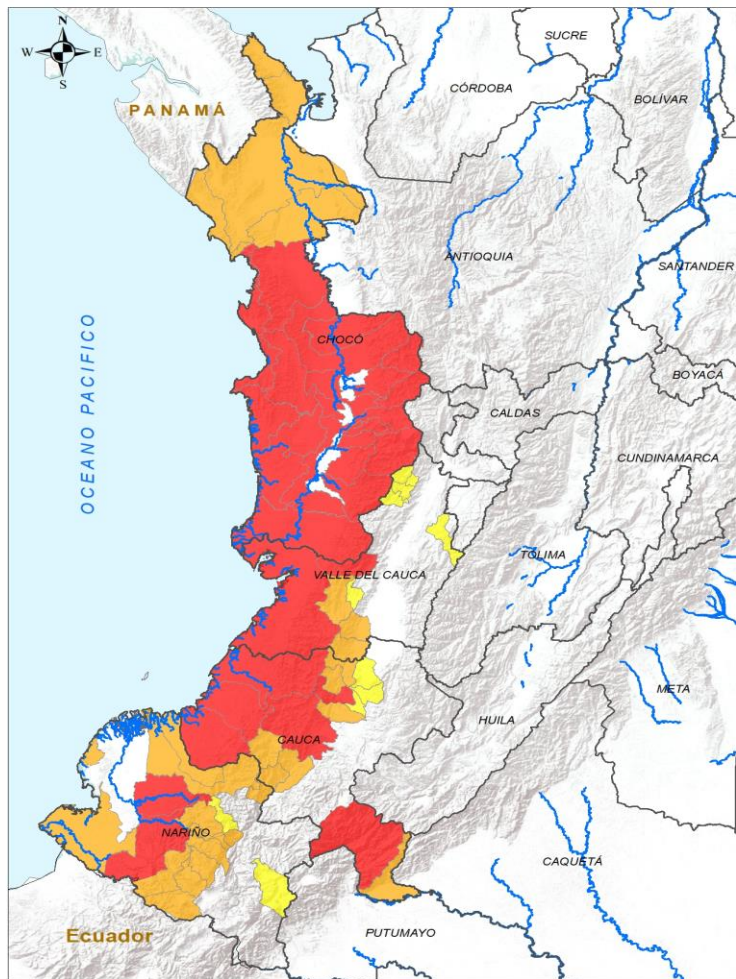 N
W E
S
SUCRE
CÓRDOBA
PANAMÁ
BOLÍVAR
ANTIOQUIA
SANTANDER
OCEANO PACIFICO
CHOCÓ
BOYACÁ
CALDAS
CUNDINAMARCA
TOLIMA
VALLE DEL CAUCA
META
HUILA
CAUCA
NARIÑO
CAQUETÁ
PUTUMAYO
Ecuador